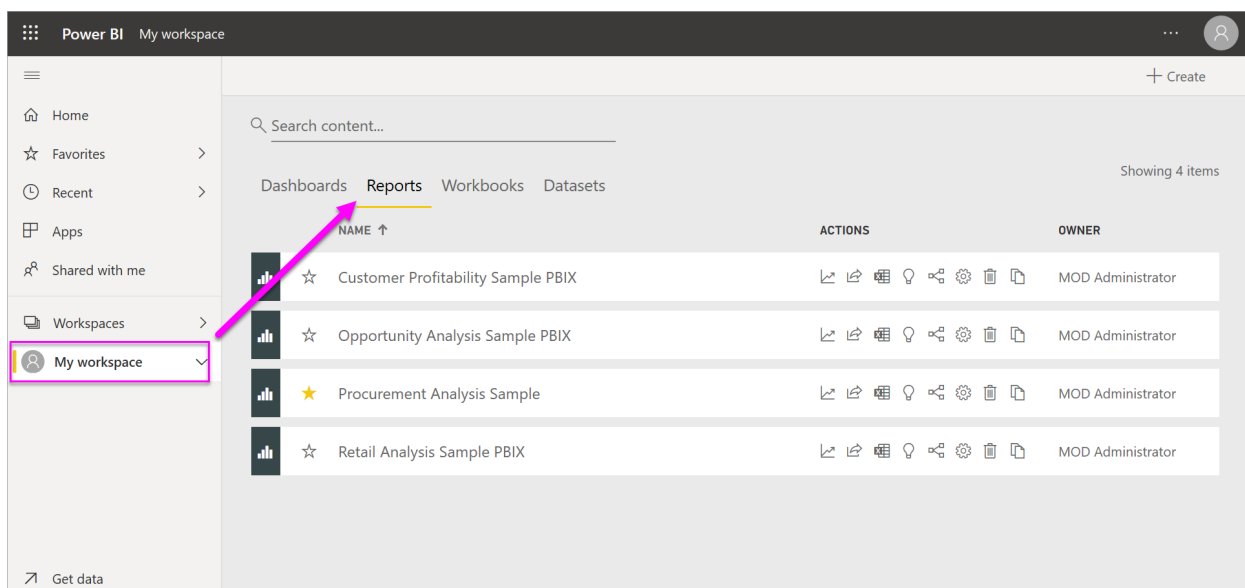 Power BI My workspace
+ Create
Home
Favorites
Recent
Apps
Shared with me
Workspaces
My workspace
Get data
Search content...
Showing 4 items
Dashboards Reports Workbooks Datasets
NAME ACTIONS OWNER
Customer Profitability Sample PBIX MOD Administrator
Opportunity Analysis Sample PBIX MOD Administrator
Procurement Analysis Sample MOD Administrator
Retail Analysis Sample PBIX MOD Administrator